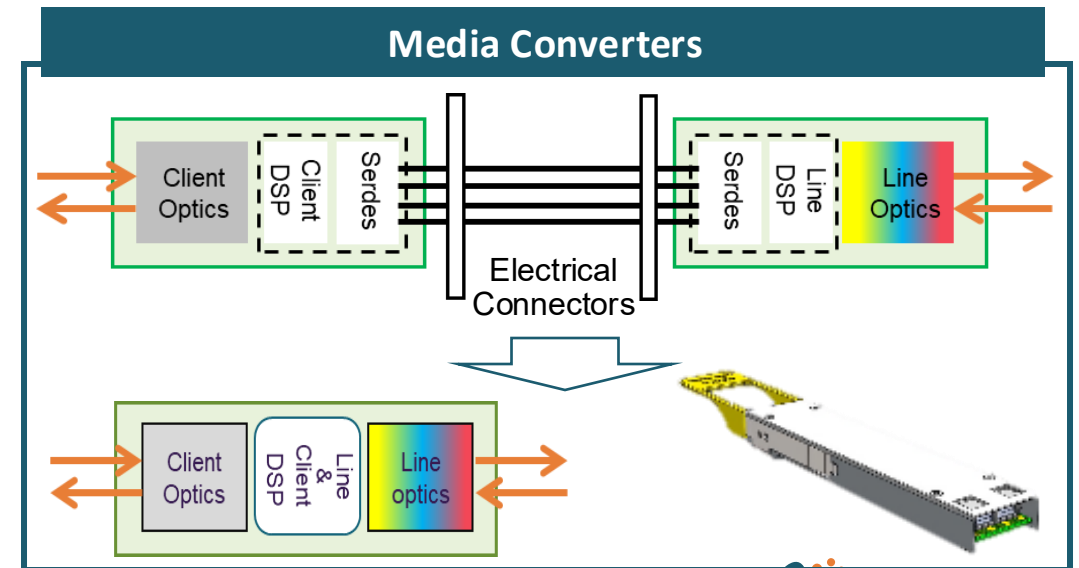 Media Converters
Client
Optics
Client
DSP
Serdes
Serdes
Line
DSP
Line
Optics
Electrical
Connectors
Client
Optics
Line
&
Client
DSP
Line
optics